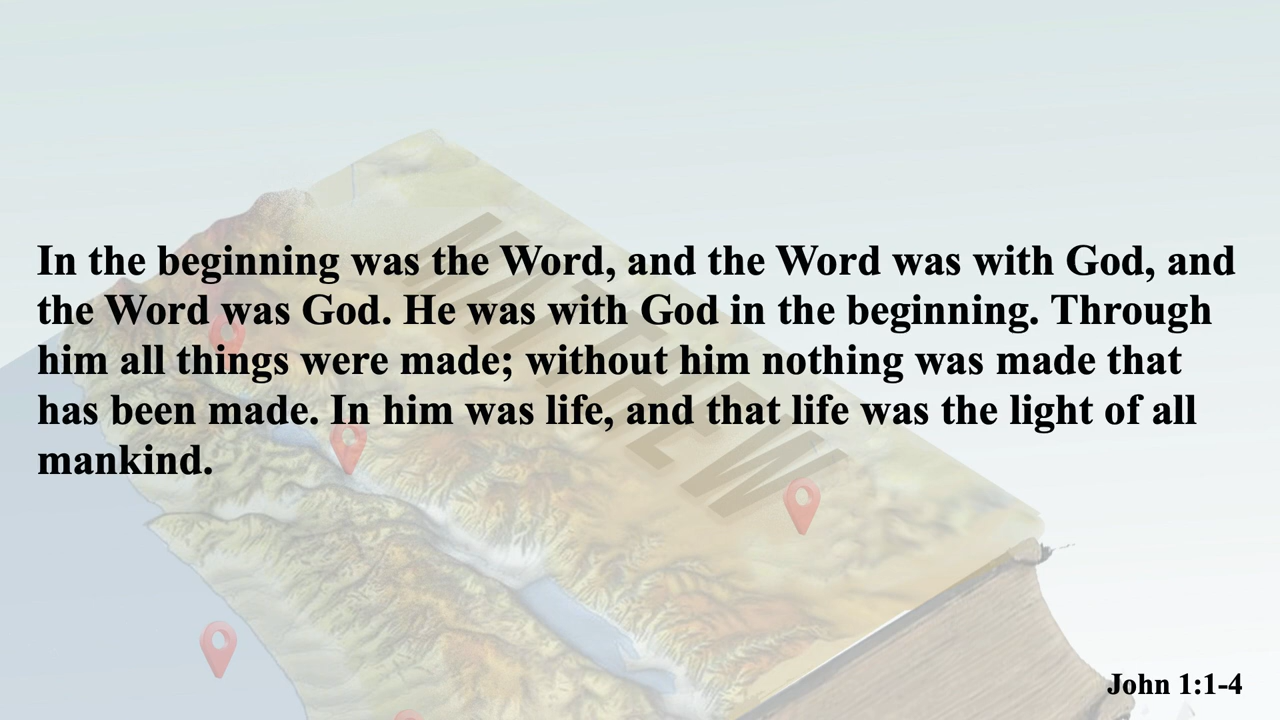 In the beginning was the Word, and the Word was with God, and
the Word was God. He was with God in the beginning. Through
him all things were made; without him nothing was made that
has been made. In him was life, and that life was the light of all
mankind.
MATTHEW
John 1:1-4